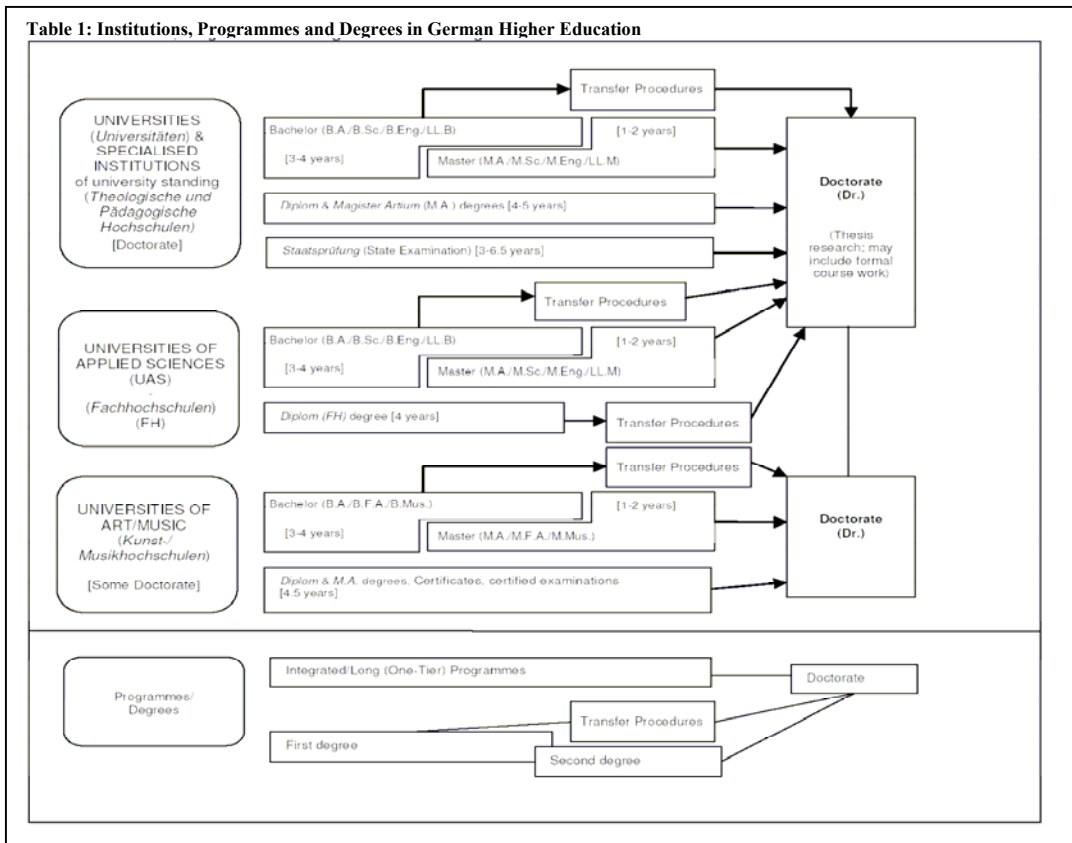 Table 1: Institutions, Programmes and Degrees in German Higher Education
Transfer Procedures
UNIVERSITIES
(Universitäten) &
SPECIALISED
INSTITUTIONS
of university standing
(Theologische und
Pädagogische
Hochschulen)
[Doctorate]
Bachelor (B.A./B.Sc./B.Eng./LL.B)
[3-4 years]
[1-2 years]
Master (M.A./M.Sc./M.Eng./LL.M)
Diplom & Magister Artium (M.A.) degrees [4-5 years]
Staatsprüfung (State Examination) [3-6.5 years]
Doctorate
(Dr.)
(Thesis
research; may
include formal
course work)
Transfer Procedures
UNIVERSITIES OF
APPLIED SCIENCES
(UAS)
-
(Fachhochschulen)
(FH)
Bachelor (B.A./B.Sc./B.Eng./LL.B)
[3-4 years]
[1-2 years]
Master (M.A./M.Sc./M.Eng./LL.M)
Diplom (FH) degree [4 years]
Transfer Procedures
Transfer Procedures
UNIVERSITIES OF
ART/MUSIC
(Kunst-/
Musikhochschulen)
[Some Doctorate]
Bachelor (B.A./B.F.A./B.Mus.)
[3-4 years]
[1-2 years]
Master (M.A./M.F.A./M.Mus.)
Diplom & M.A. degrees, Certificates, certified examinations
[4.5 years]
Doctorate
(Dr.)
Programmes/
Degrees
Integrated/Long (One-Tier) Programmes
Doctorate
Transfer Procedures
First degree
Second degree